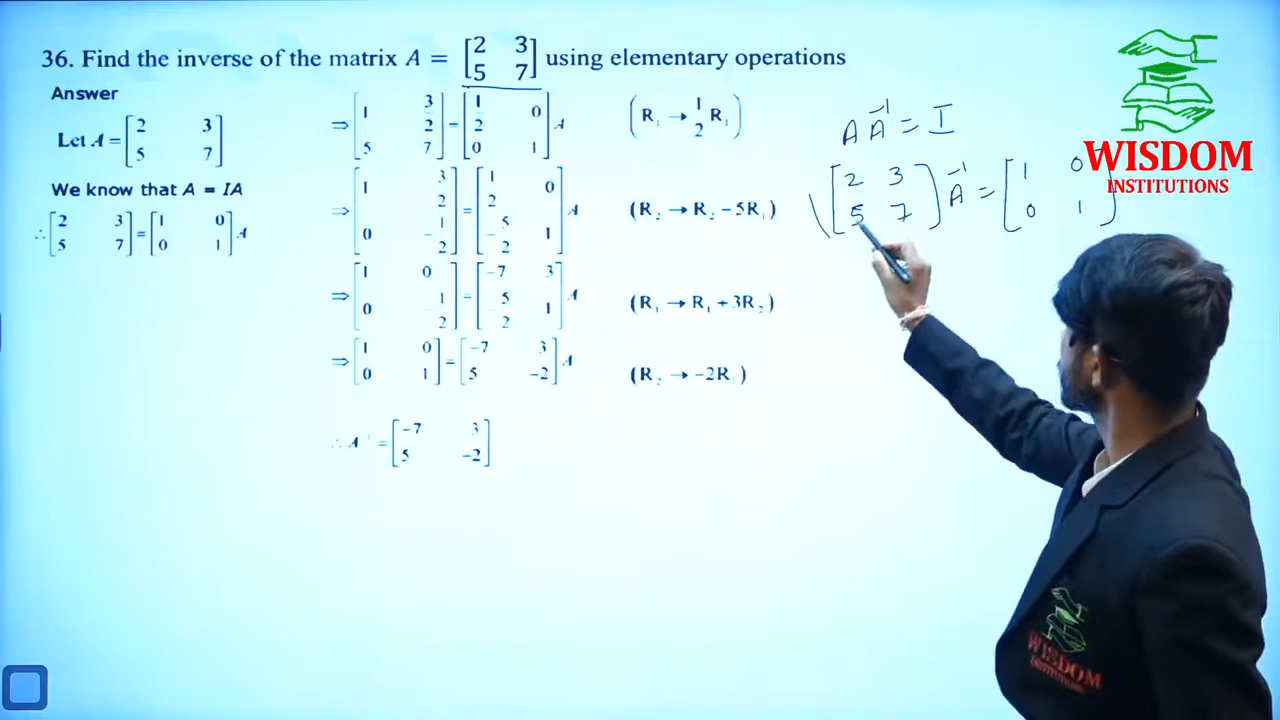 36. Find the inverse of the matrix A = [2 3; 5 7] using elementary operations
Answer
Let A = [2 3; 5 7]
We know that A = IA
∴ [2 3; 5 7] = [1 0; 0 1] A
⇒ [1 3/2; 5 7] = [1/2 0; 0 1] A (R₁ → 1/2 R₁)
⇒ [1 3/2; 0 -1/2] = [1/2 0; -5/2 1] A (R₂ → R₂ - 5R₁)
⇒ [1 0; 0 -1/2] = [-7 3; -5/2 1] A (R₁ → R₁ + 3R₂)
⇒ [1 0; 0 1] = [-7 3; 5 -2] A (R₂ → -2R₁)
∴ A⁻¹ = [-7 3; 5 -2]
A A⁻¹ = I
[2 3; 5 7] A⁻¹ = [1 0; 0 1]
WISDOM
INSTITUTIONS
WISDOM
INSTITUTIONS